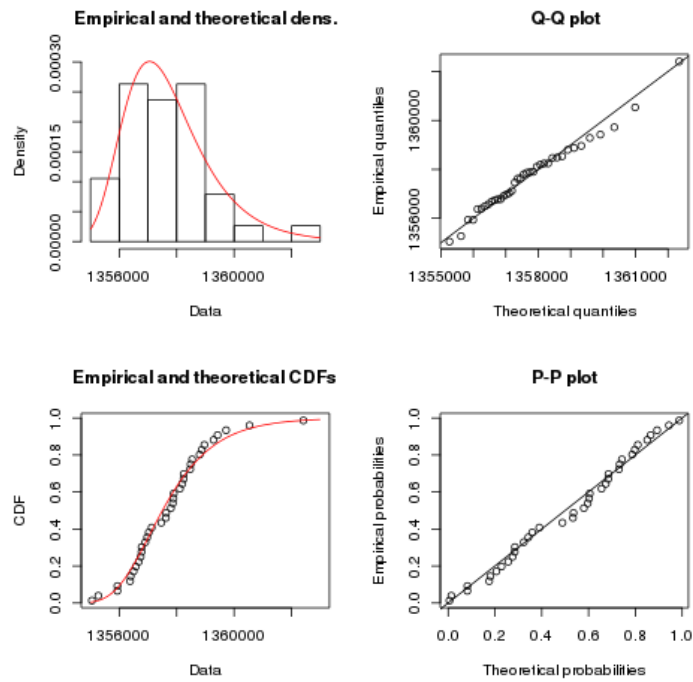 Empirical and theoretical dens.
Density
0.00000 0.00015 0.00030
1356000 1360000
Data
Q-Q plot
Empirical quantiles
1356000 1360000
1355000 1358000 1361000
Theoretical quantiles
Empirical and theoretical CDFs
CDF
0.0 0.2 0.4 0.6 0.8 1.0
1356000 1360000
Data
P-P plot
Empirical probabilities
0.0 0.2 0.4 0.6 0.8 1.0
0.0 0.2 0.4 0.6 0.8 1.0
Theoretical probabilities